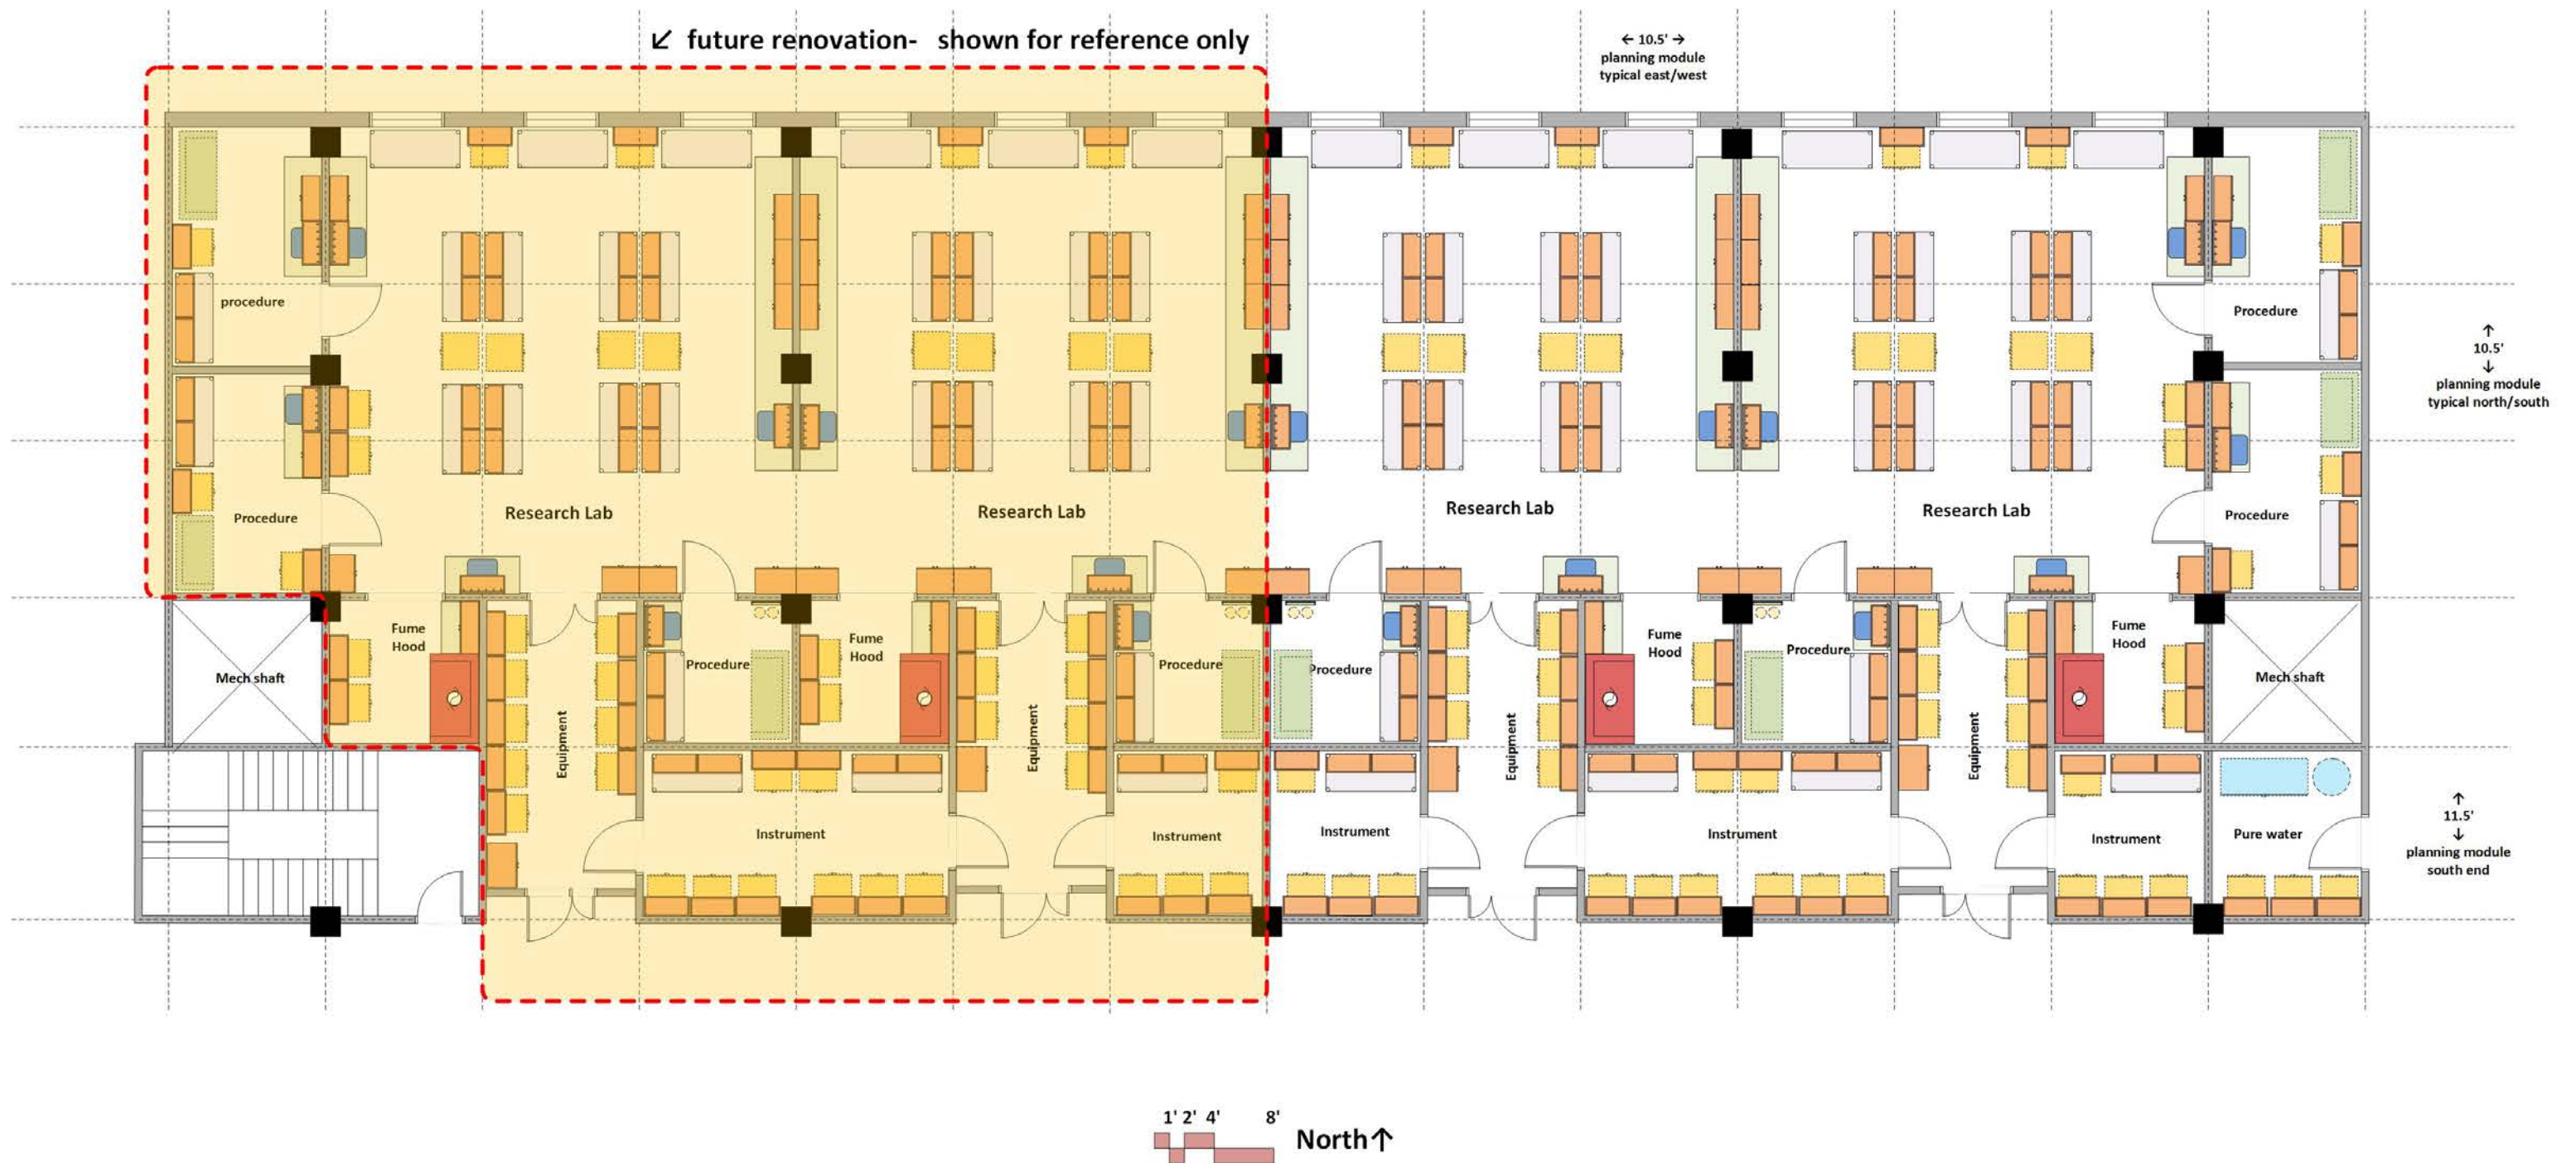 ↙ future renovation- shown for reference only
← 10.5' →
planning module
typical east/west
procedure
Procedure
↑
10.5'
↓
planning module
typical north/south
Research Lab
Research Lab
Research Lab
Research Lab
Procedure
Procedure
Mech shaft
Fume
Hood
Equipment
Procedure
Fume
Hood
Equipment
Procedure
Procedure
Equipment
Fume
Hood
Procedure
Equipment
Fume
Hood
Mech shaft
Instrument
Instrument
Instrument
Instrument
Instrument
Pure water
↑
11.5'
↓
planning module
south end
1' 2' 4' 8'
North↑